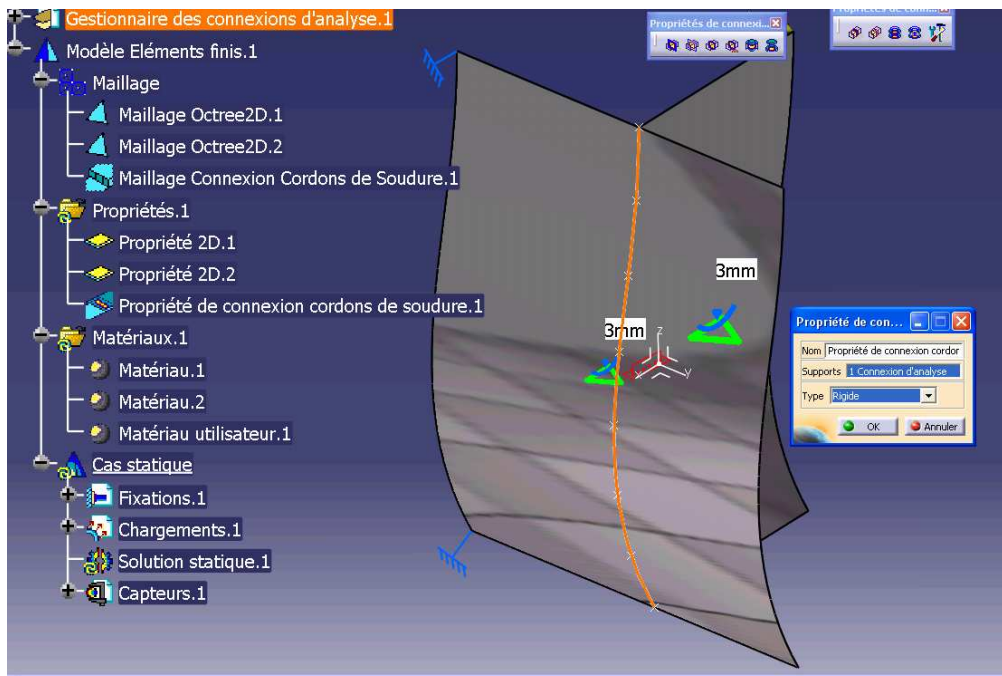 Gestionnaire des connexions d'analyse.1
Modèle Eléments finis.1
Maillage
Maillage Octree2D.1
Maillage Octree2D.2
Maillage Connexion Cordons de Soudure.1
Propriétés.1
Propriété 2D.1
Propriété 2D.2
Propriété de connexion cordons de soudure.1
Matériaux.1
Matériau.1
Matériau.2
Matériau utilisateur.1
Cas statique
Fixations.1
Chargements.1
Solution statique.1
Capteurs.1
Propriétés de connexi...
Propriétés de conn...
3mm
3mm
z
y
Propriété de con...
Nom Propriété de connexion cordor
Supports 1 Connexion d'analyse
Type Rigide
OK Annuler